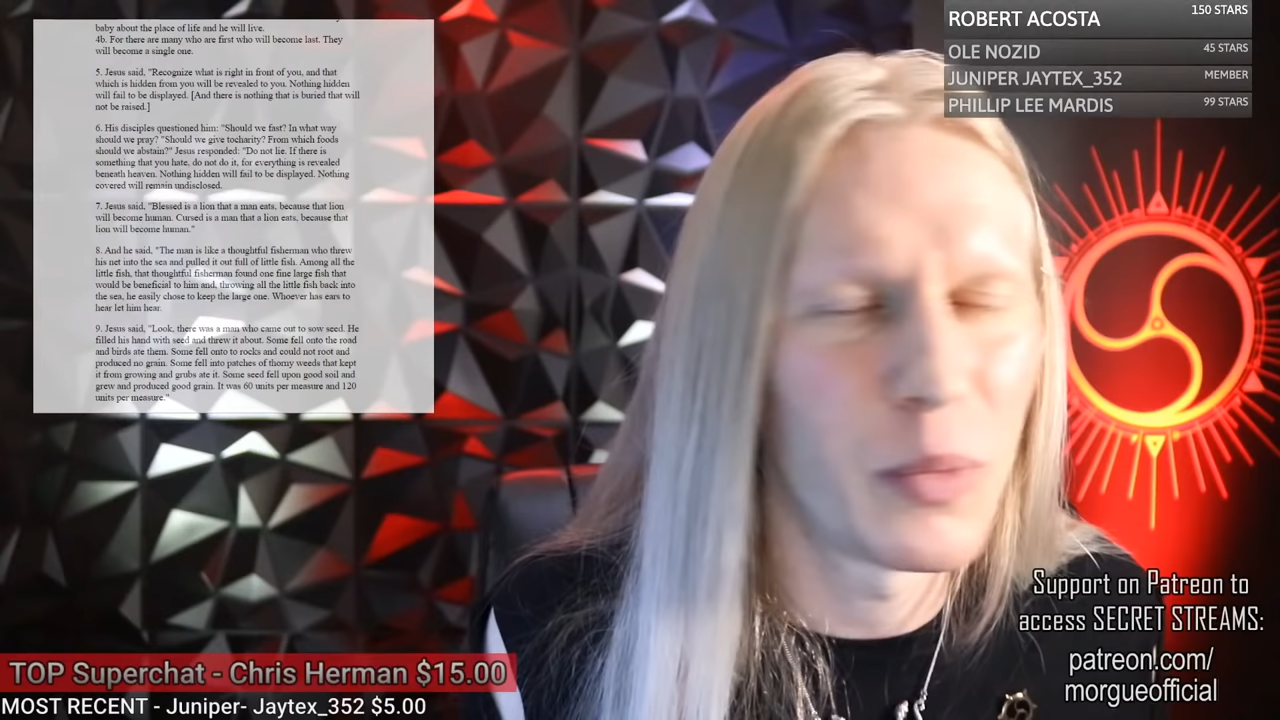 baby about the place of life and he will live.
4b. For there are many who are first who will become last. They
will become a single one.
5. Jesus said, "Recognize what is right in front of you, and that
which is hidden from you will be revealed to you. Nothing hidden
will fail to be displayed. [And there is nothing that is buried that will
not be raised.]
6. His disciples questioned him: "Should we fast? In what way
should we pray? "Should we give tocharity? From which foods
should we abstain?" Jesus responded: "Do not lie. If there is
something that you hate, do not do it, for everything is revealed
beneath heaven. Nothing hidden will fail to be displayed. Nothing
covered will remain undisclosed.
7. Jesus said, "Blessed is a lion that a man eats, because that lion
will become human. Cursed is a man that a lion eats, because that
lion will become human."
8. And he said, "The man is like a thoughtful fisherman who threw
his net into the sea and pulled it out full of little fish. Among all the
little fish, that thoughtful fisherman found one fine large fish that
would be beneficial to him and, throwing all the little fish back into
the sea, he easily chose to keep the large one. Whoever has ears to
hear let him hear.
9. Jesus said, "Look, there was a man who came out to sow seed. He
filled his hand with seed and threw it about. Some fell onto the road
and birds ate them. Some fell onto to rocks and could not root and
produced no grain. Some fell into patches of thorny weeds that kept
it from growing and grubs ate it. Some seed fell upon good soil and
grew and produced good grain. It was 60 units per measure and 120
units per measure."
ROBERT ACOSTA 150 STARS
OLE NOZID 45 STARS
JUNIPER JAYTEX_352 MEMBER
PHILLIP LEE MARDIS 99 STARS
Support on Patreon to
access SECRET STREAMS:
patreon.com/
morgueofficial
TOP Superchat - Chris Herman $15.00
MOST RECENT - Juniper- Jaytex_352 $5.00